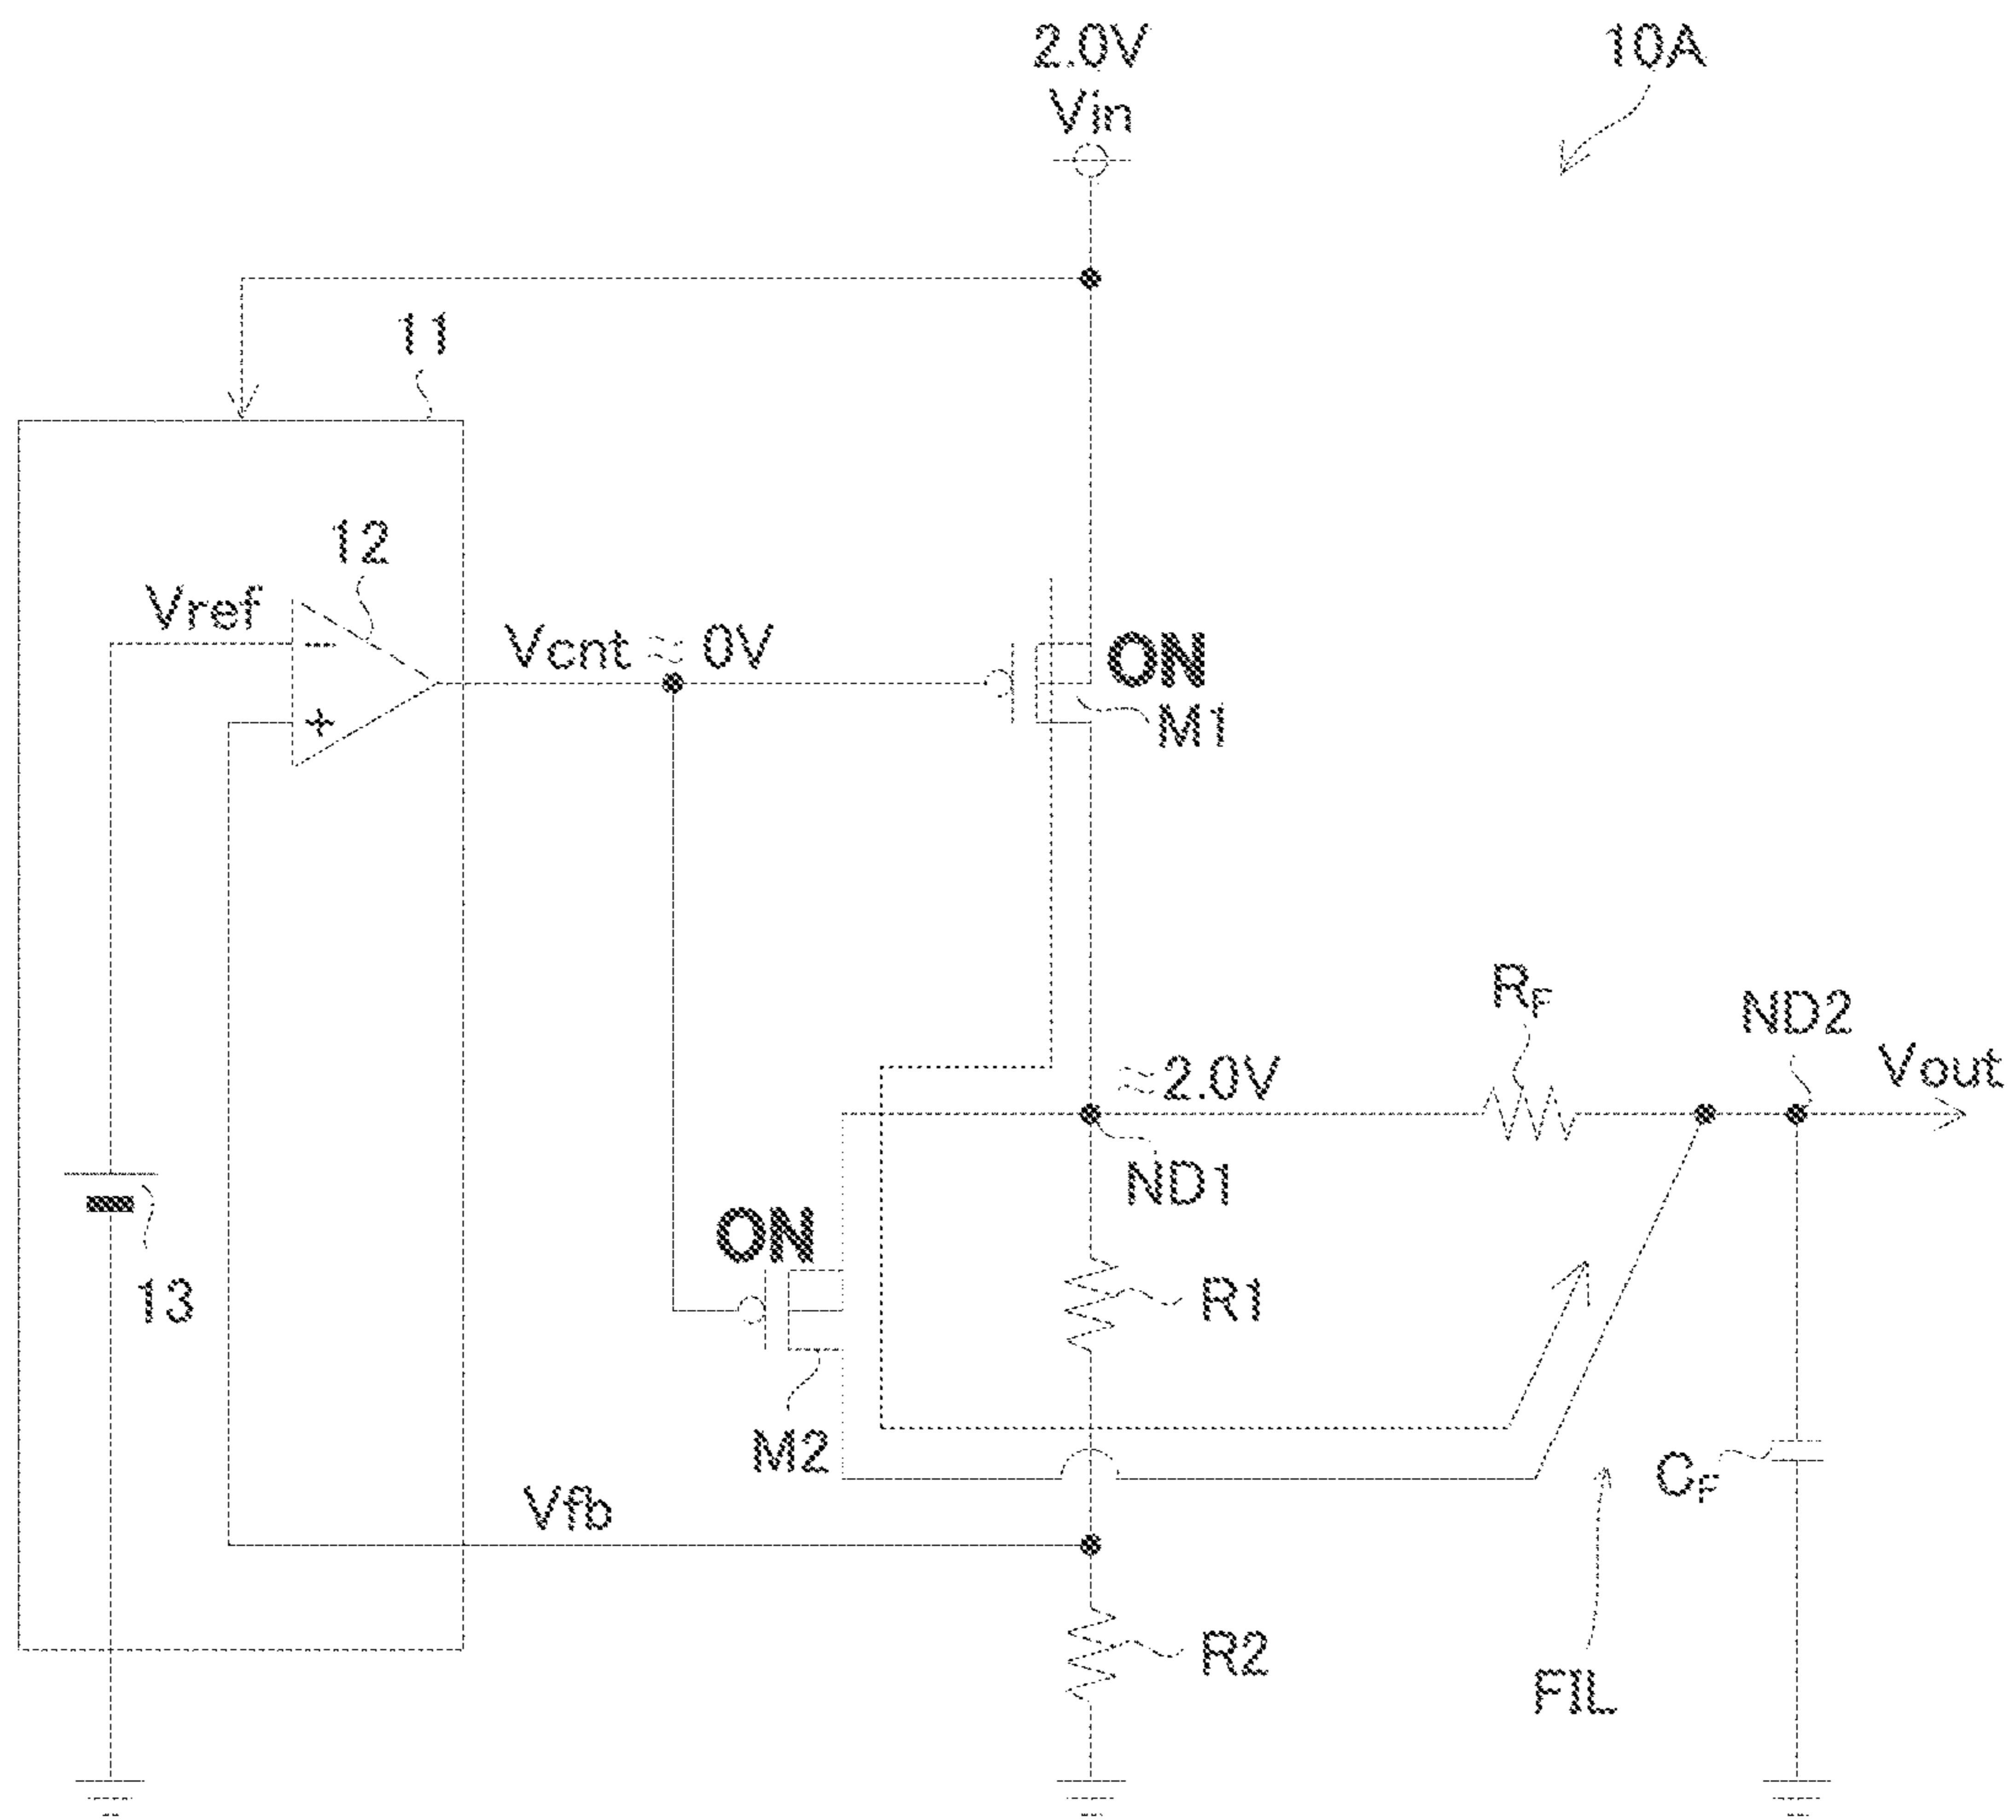 2.0V
Vin
10A
11
12
Vref
−
+
Vcnt ≈ 0V
ON
M1
RF
ND2
Vout
≈2.0V
ND1
ON
13
R1
M2
CF
Vfb
R2
FIL